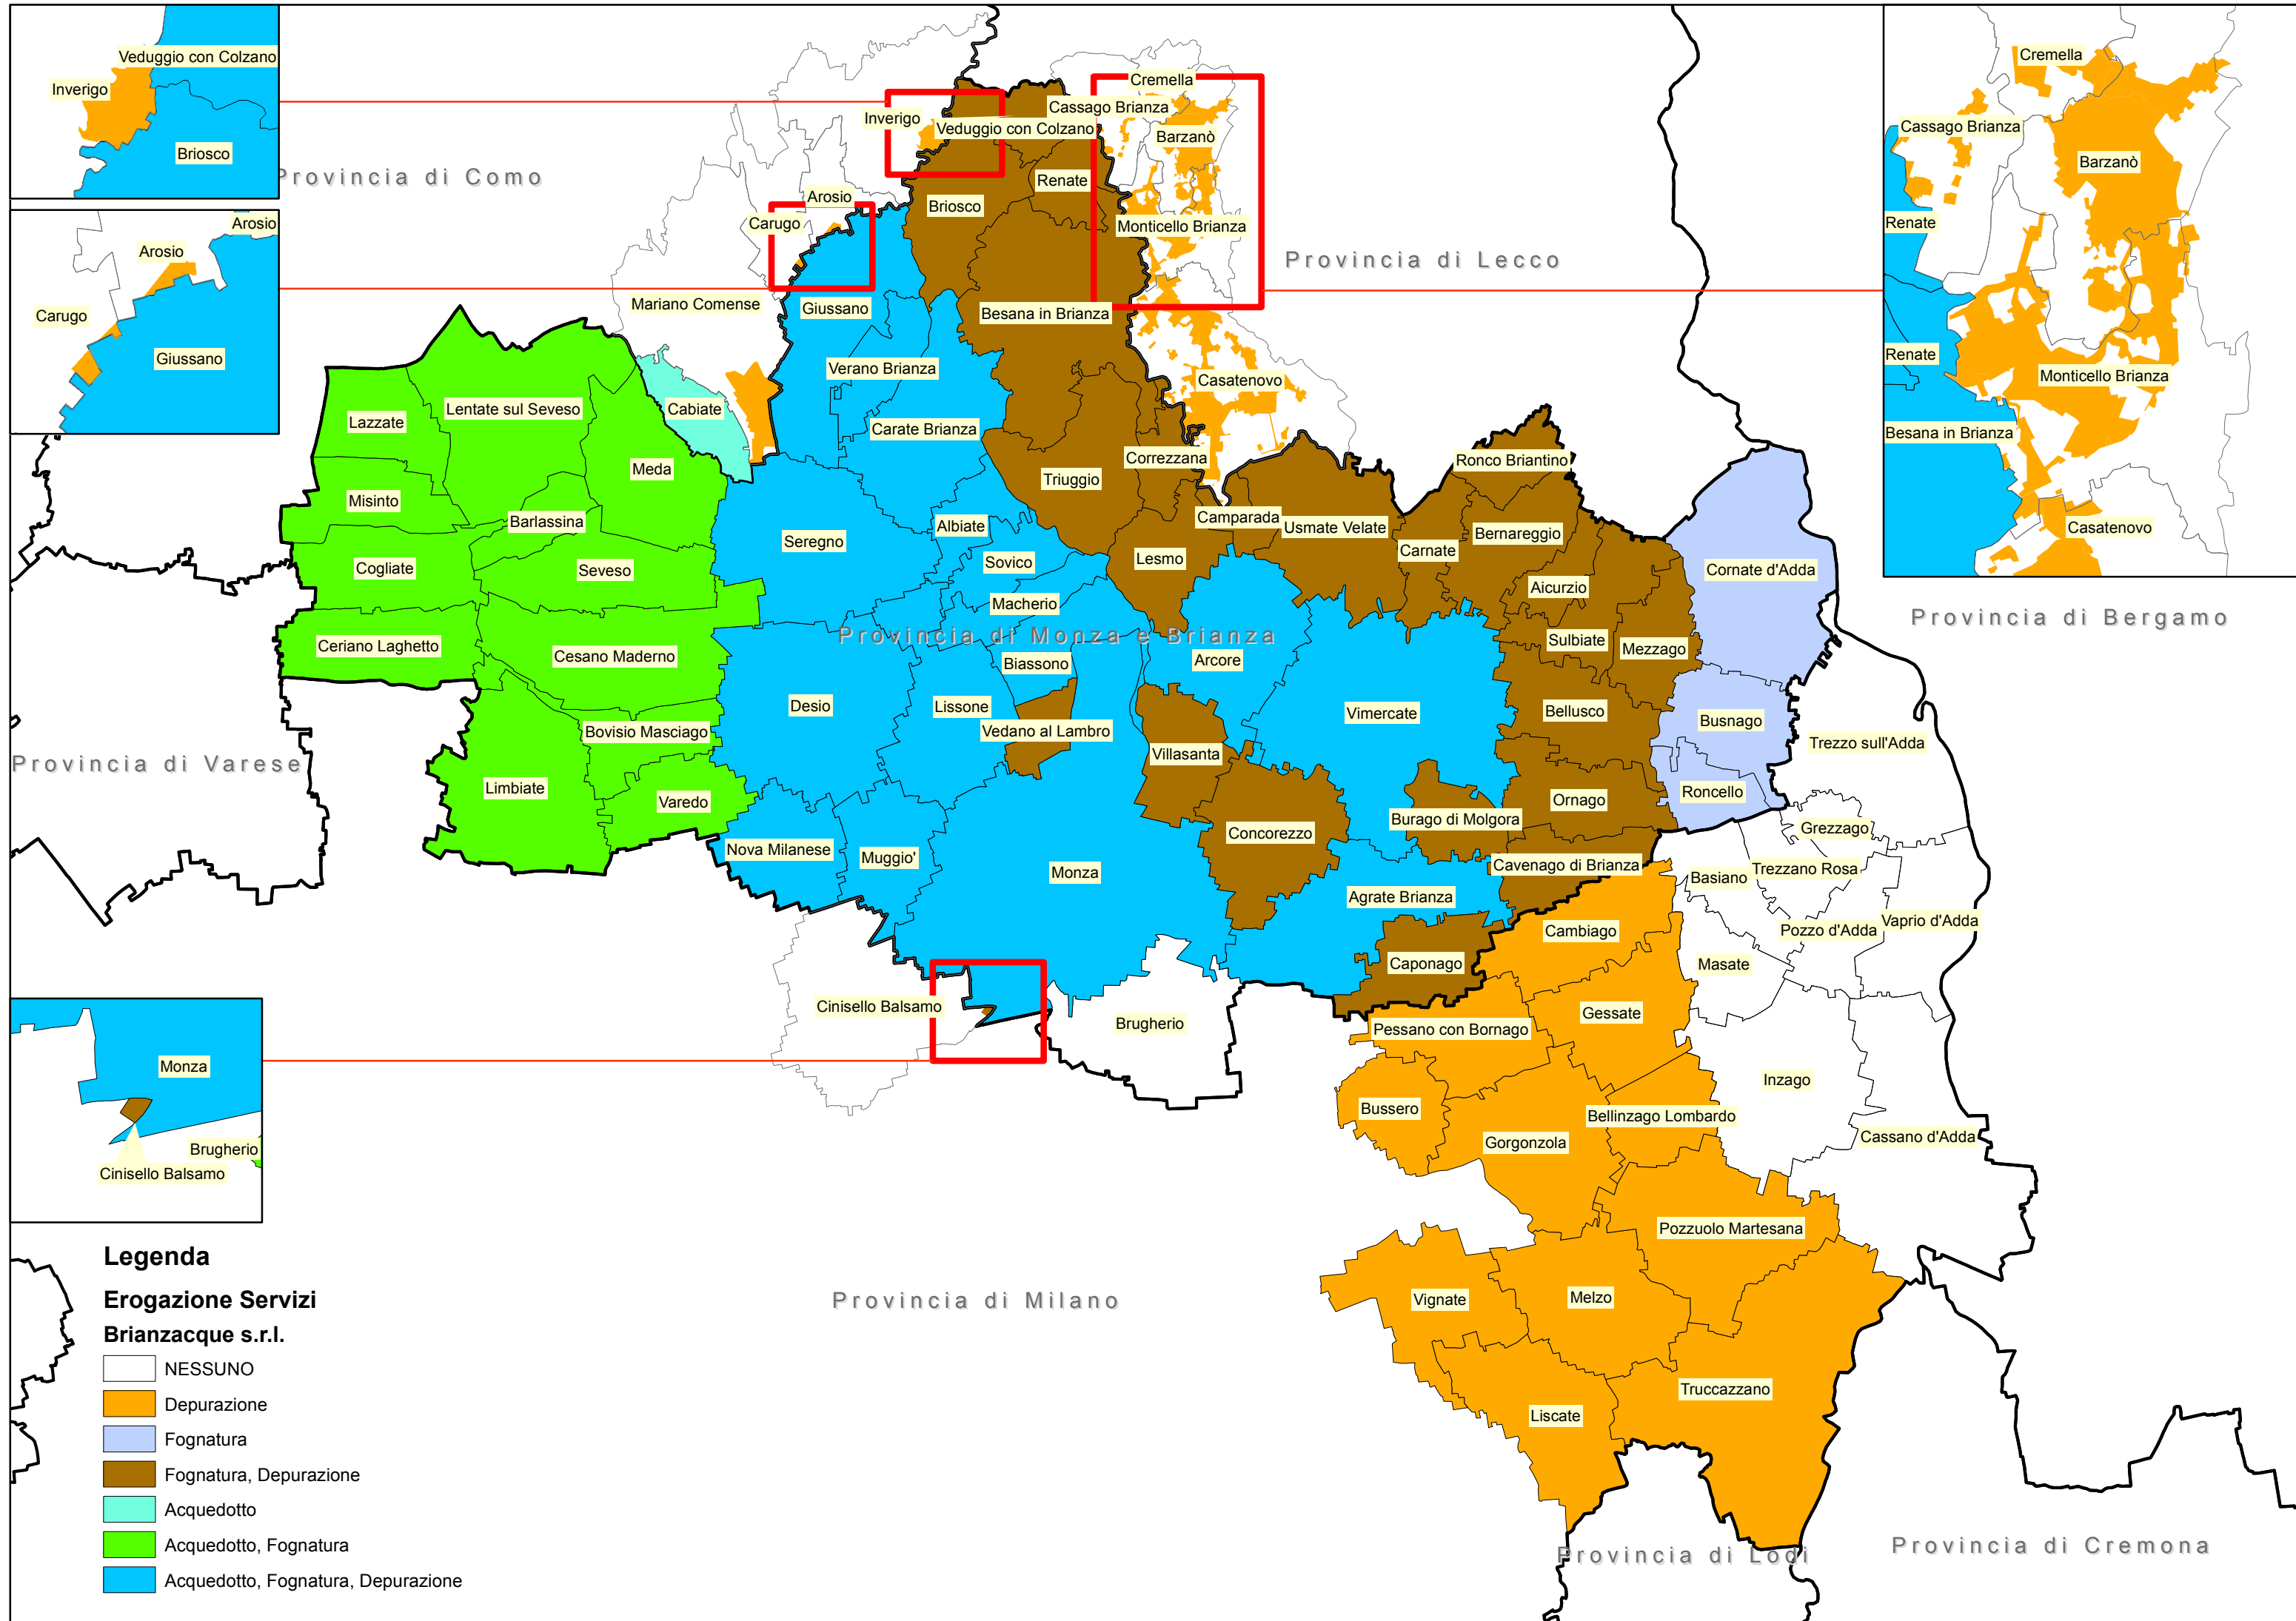 Veduggio con Colzano
Inverigo
Briosco
Provincia di Como
Arosio
Arosio
Carugo
Giussano
Cremella
Cassago Brianza
Inverigo
Veduggio con Colzano
Barzanò
Renate
Arosio
Briosco
Carugo
Monticello Brianza
Provincia di Lecco
Mariano Comense
Giussano
Besana in Brianza
Cremella
Cassago Brianza
Barzanò
Renate
Renate
Monticello Brianza
Besana in Brianza
Casatenovo
Verano Brianza
Casatenovo
Cabiate
Lentate sul Seveso
Lazzate
Carate Brianza
Meda
Correzzana
Ronco Briantino
Triuggio
Misinto
Barlassina
Camparada
Albiate
Usmate Velate
Bernareggio
Seregno
Carnate
Lesmo
Sovico
Cogliate
Seveso
Cornate d'Adda
Aicurzio
Macherio
Provincia di Bergamo
Provincia di Monza e Brianza
Sulbiate
Ceriano Laghetto
Mezzago
Cesano Maderno
Arcore
Biassono
Desio
Lissone
Bellusco
Vimercate
Busnago
Bovisio Masciago
Vedano al Lambro
Trezzo sull'Adda
Villasanta
Provincia di Varese
Limbiate
Roncello
Varedo
Ornago
Burago di Molgora
Grezzago
Concorezzo
Nova Milanese
Muggio'
Cavenago di Brianza
Trezzano Rosa
Monza
Basiano
Agrate Brianza
Vaprio d'Adda
Cambiago
Pozzo d'Adda
Caponago
Masate
Cinisello Balsamo
Gessate
Brugherio
Pessano con Bornago
Monza
Brugherio
Cinisello Balsamo
Inzago
Bussero
Bellinzago Lombardo
Cassano d'Adda
Gorgonzola
Pozzuolo Martesana
Vignate
Melzo
Provincia di Milano
Truccazzano
Liscate
Provincia di Lodi
Provincia di Cremona
Legenda
Erogazione Servizi
Brianzacque s.r.l.
NESSUNO
Depurazione
Fognatura
Fognatura, Depurazione
Acquedotto
Acquedotto, Fognatura
Acquedotto, Fognatura, Depurazione